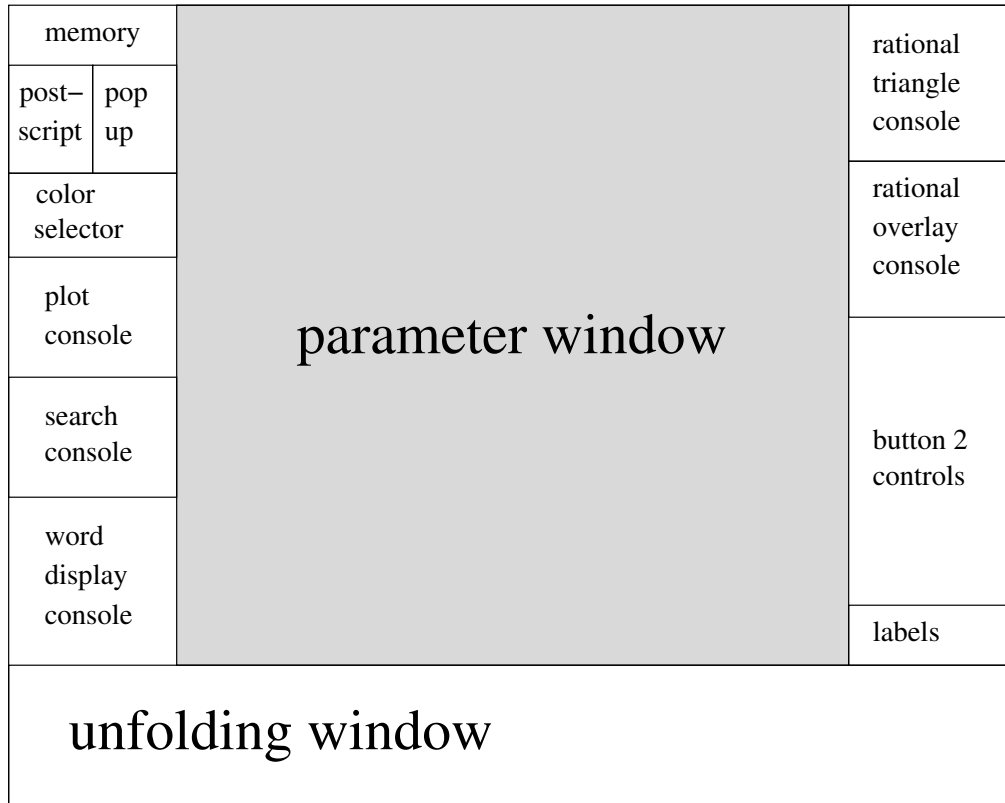 memory
post–
script
pop
up
color
selector
plot
console
search
console
word
display
console
parameter window
rational
triangle
console
rational
overlay
console
button 2
controls
labels
unfolding window